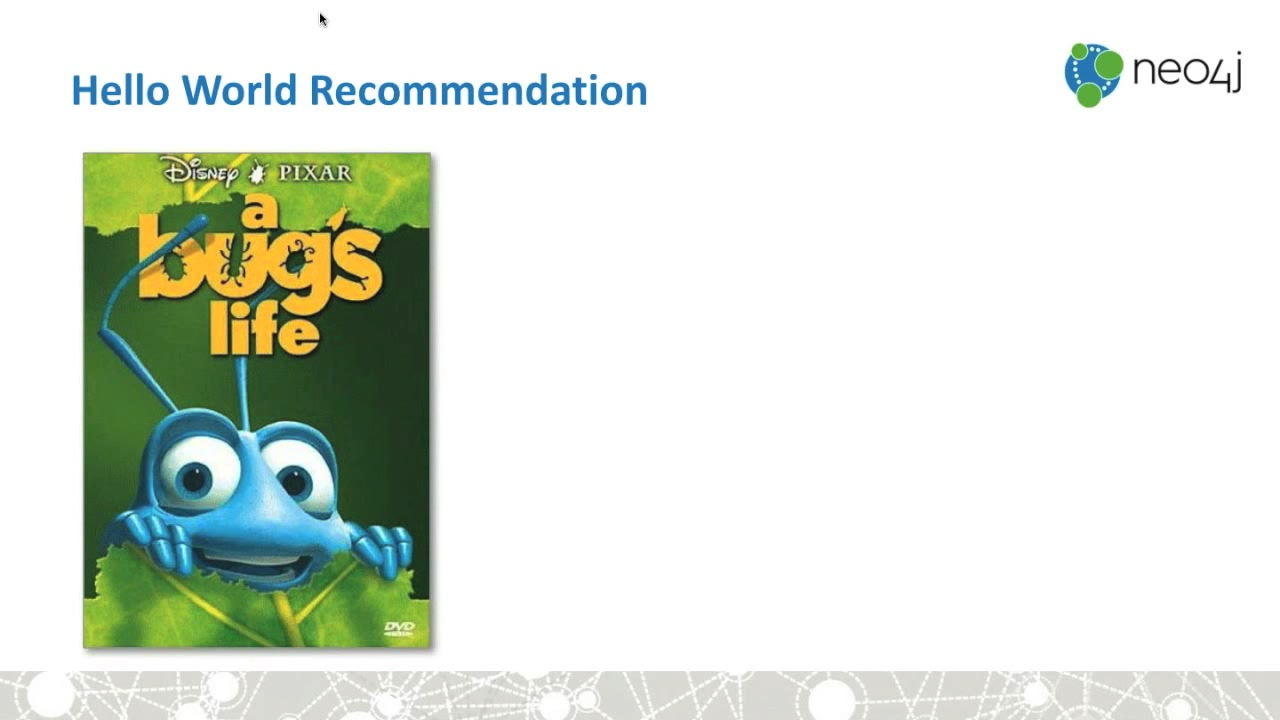 Hello World Recommendation
neo4j
Disney PIXAR
a
bug's
life
DVD